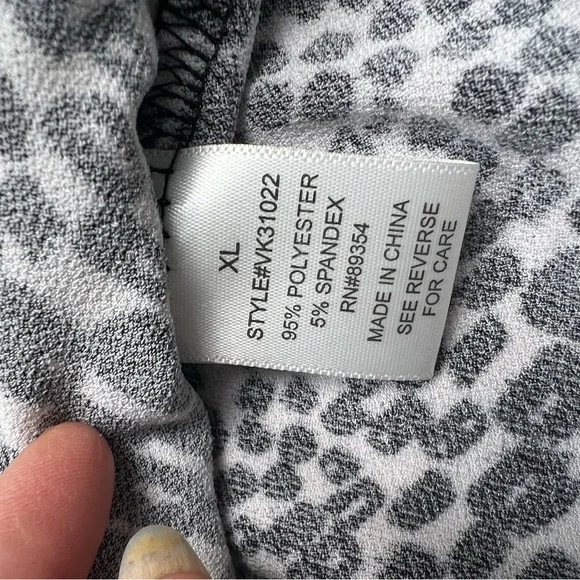 XL
STYLE#VK31022
95% POLYESTER
5% SPANDEX
RN#89354
MADE IN CHINA
SEE REVERSE
FOR CARE